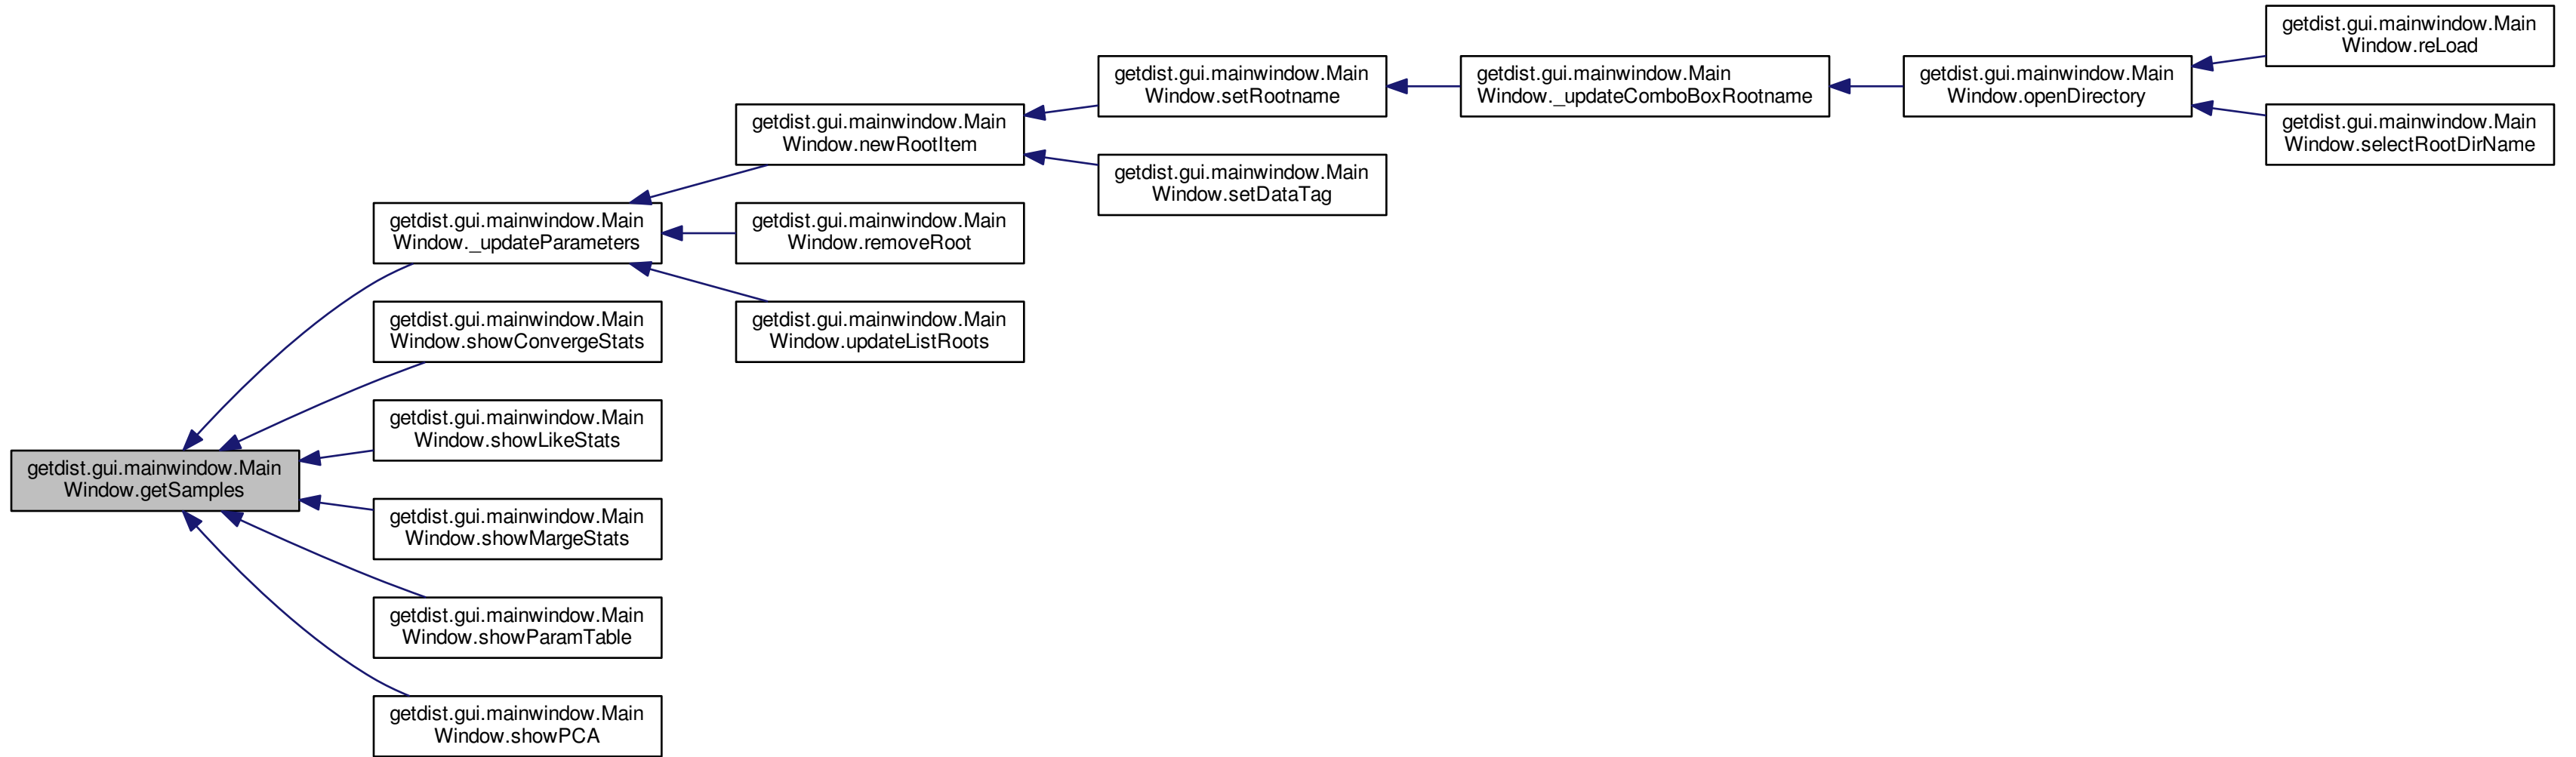 getdist.gui.mainwindow.Main
Window.getSamples
getdist.gui.mainwindow.Main
Window._updateParameters
getdist.gui.mainwindow.Main
Window.newRootItem
getdist.gui.mainwindow.Main
Window.setRootname
getdist.gui.mainwindow.Main
Window._updateComboBoxRootname
getdist.gui.mainwindow.Main
Window.openDirectory
getdist.gui.mainwindow.Main
Window.reLoad
getdist.gui.mainwindow.Main
Window.selectRootDirName
getdist.gui.mainwindow.Main
Window.setDataTag
getdist.gui.mainwindow.Main
Window.removeRoot
getdist.gui.mainwindow.Main
Window.updateListRoots
getdist.gui.mainwindow.Main
Window.showConvergeStats
getdist.gui.mainwindow.Main
Window.showLikeStats
getdist.gui.mainwindow.Main
Window.showMargeStats
getdist.gui.mainwindow.Main
Window.showParamTable
getdist.gui.mainwindow.Main
Window.showPCA